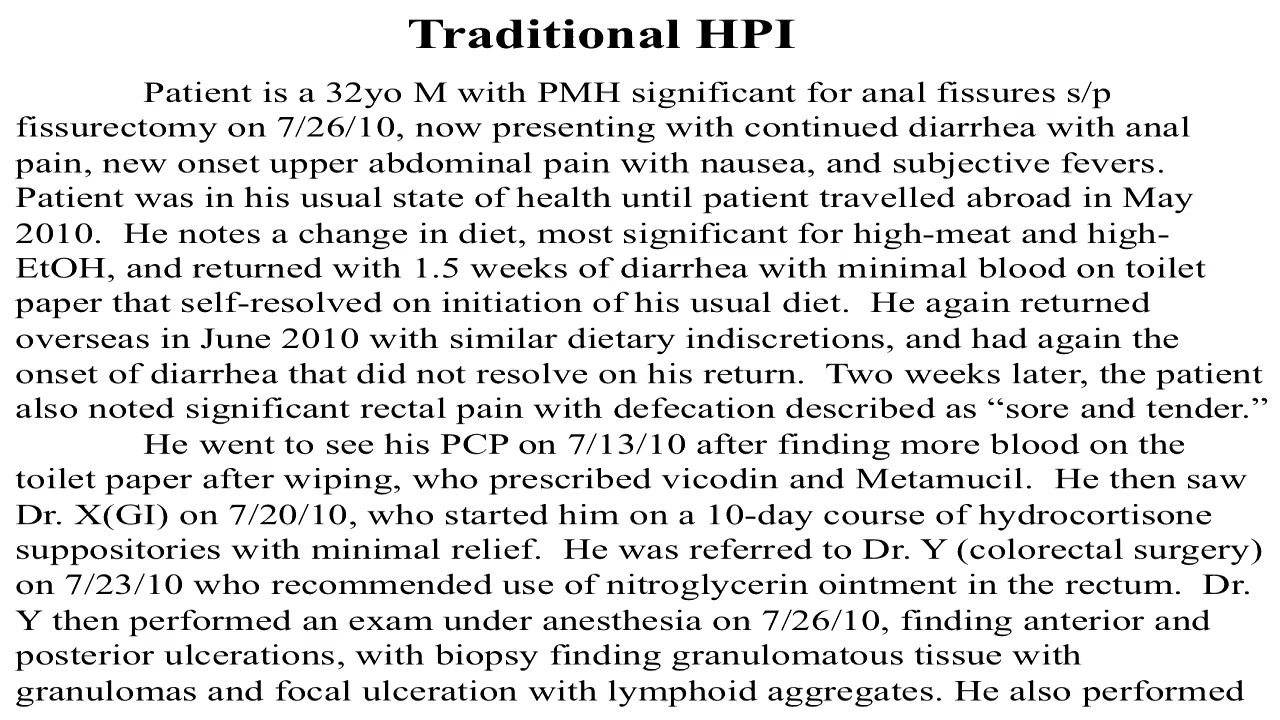 Traditional HPI
Patient is a 32yo M with PMH significant for anal fissures s/p
fissurectomy on 7/26/10, now presenting with continued diarrhea with anal
pain, new onset upper abdominal pain with nausea, and subjective fevers.
Patient was in his usual state of health until patient travelled abroad in May
2010.  He notes a change in diet, most significant for high-meat and high-
EtOH, and returned with 1.5 weeks of diarrhea with minimal blood on toilet
paper that self-resolved on initiation of his usual diet.  He again returned
overseas in June 2010 with similar dietary indiscretions, and had again the
onset of diarrhea that did not resolve on his return.  Two weeks later, the patient
also noted significant rectal pain with defecation described as “sore and tender.”
He went to see his PCP on 7/13/10 after finding more blood on the
toilet paper after wiping, who prescribed vicodin and Metamucil.  He then saw
Dr. X(GI) on 7/20/10, who started him on a 10-day course of hydrocortisone
suppositories with minimal relief.  He was referred to Dr. Y (colorectal surgery)
on 7/23/10 who recommended use of nitroglycerin ointment in the rectum.  Dr.
Y then performed an exam under anesthesia on 7/26/10, finding anterior and
posterior ulcerations, with biopsy finding granulomatous tissue with
granulomas and focal ulceration with lymphoid aggregates. He also performed